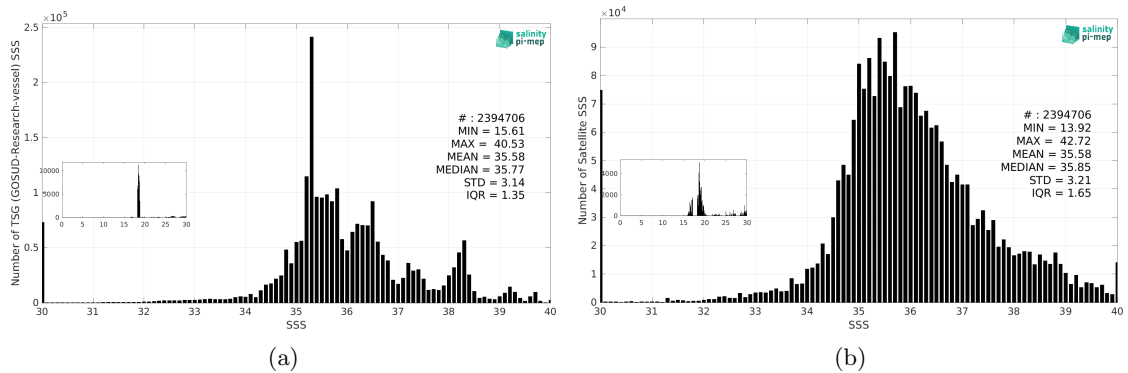 ×10⁵
2.5
2
1.5
1
0.5
0
Number of TSG (GOSUD-Research-vessel) SSS
salinity
pi-mep
# : 2394706
MIN = 15.61
MAX = 40.53
MEAN = 35.58
MEDIAN = 35.77
STD = 3.14
IQR = 1.35
10000
5000
0
0 5 10 15 20 25 30
30 31 32 33 34 35 36 37 38 39 40
SSS
(a)
×10⁴
9
8
7
6
5
4
3
2
1
0
Number of Satellite SSS
salinity
pi-mep
# : 2394706
MIN = 13.92
MAX = 42.72
MEAN = 35.58
MEDIAN = 35.85
STD = 3.21
IQR = 1.65
4000
2000
0
0 5 10 15 20 25 30
30 31 32 33 34 35 36 37 38 39 40
SSS
(b)